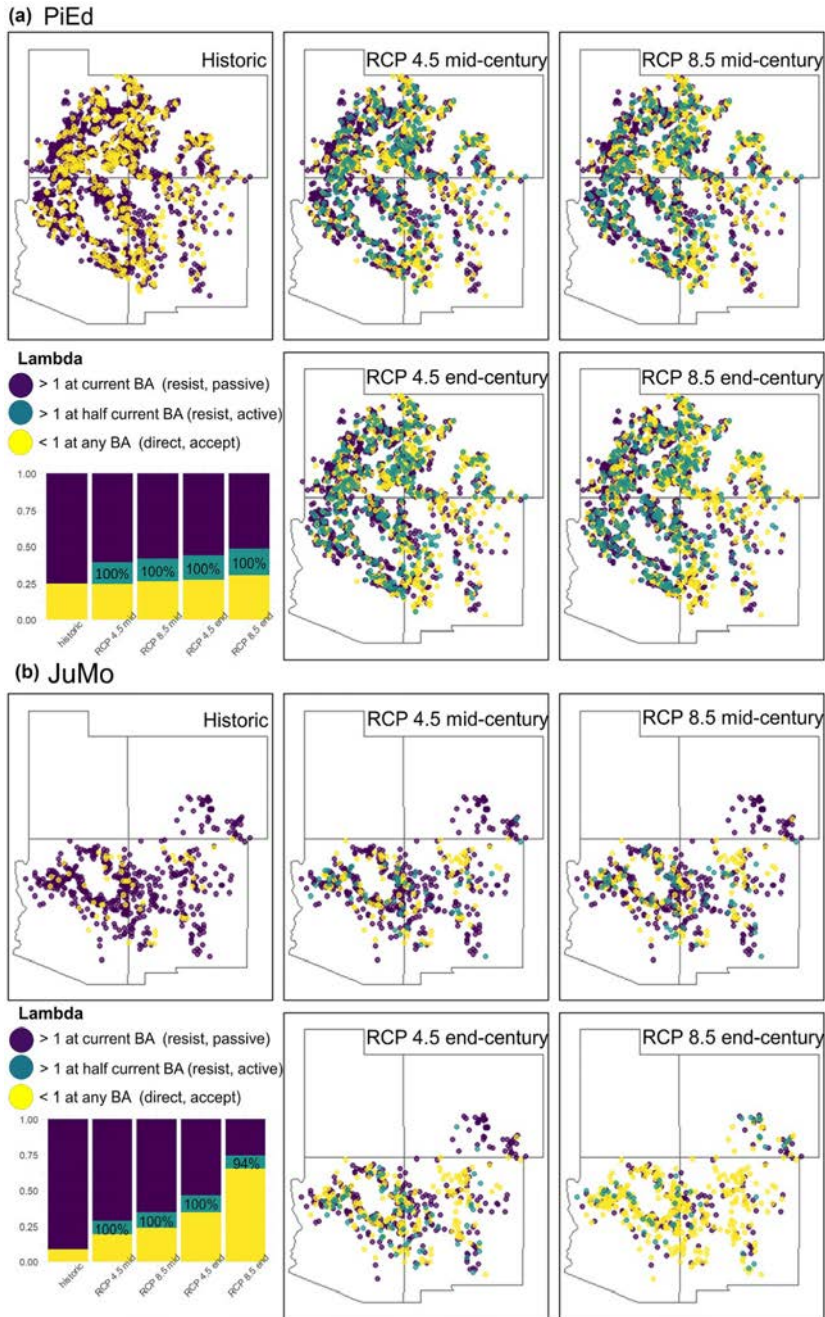 (a) PiEd
Historic
RCP 4.5 mid-century
RCP 8.5 mid-century
Lambda
> 1 at current BA (resist, passive)
> 1 at half current BA (resist, active)
< 1 at any BA (direct, accept)
RCP 4.5 end-century
RCP 8.5 end-century
1.00
0.75
0.50
0.25
0.00
100%
100%
100%
100%
historic
RCP 4.5 mid
RCP 8.5 mid
RCP 4.5 end
RCP 8.5 end
(b) JuMo
Historic
RCP 4.5 mid-century
RCP 8.5 mid-century
Lambda
> 1 at current BA (resist, passive)
> 1 at half current BA (resist, active)
< 1 at any BA (direct, accept)
RCP 4.5 end-century
RCP 8.5 end-century
1.00
0.75
0.50
0.25
0.00
100%
100%
100%
94%
historic
RCP 4.5 mid
RCP 8.5 mid
RCP 4.5 end
RCP 8.5 end